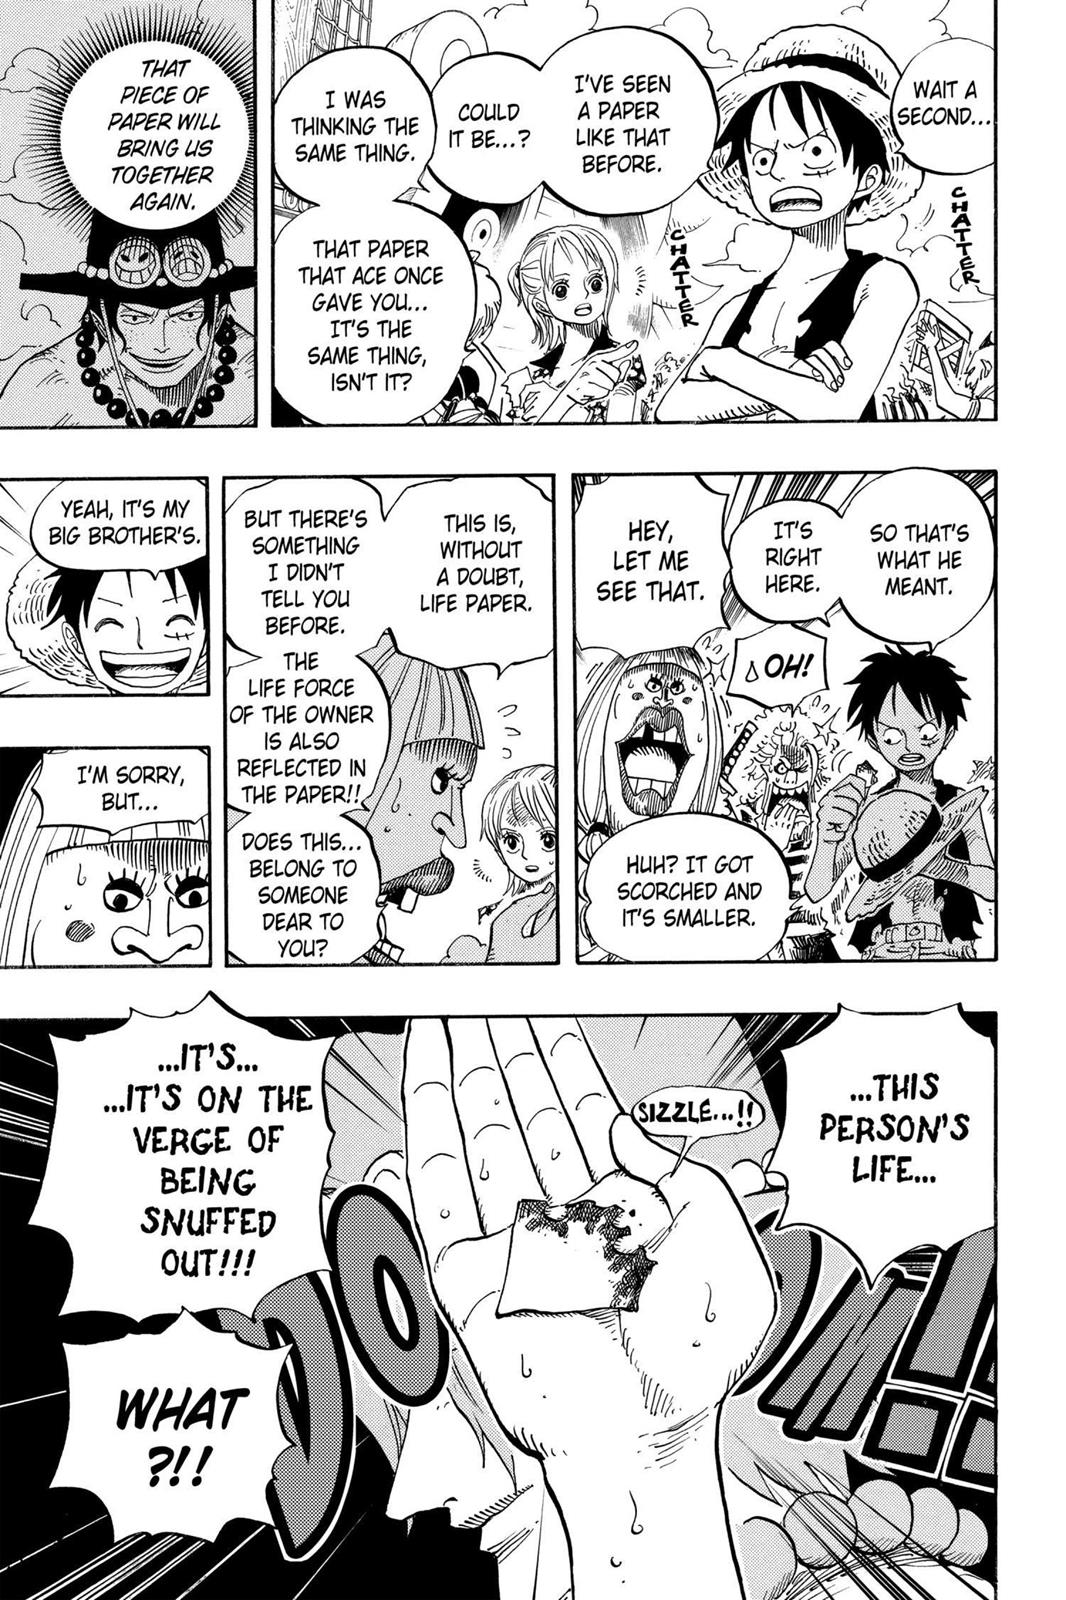 WAIT A
SECOND...
I'VE SEEN
A PAPER
LIKE THAT
BEFORE.
COULD
IT BE...?
I WAS
THINKING THE
SAME THING.
THAT PAPER
THAT ACE ONCE
GAVE YOU...
IT'S THE
SAME THING,
ISN'T IT?
CHATTER
CHATTER
THAT
PIECE OF
PAPER WILL
BRING US
TOGETHER
AGAIN.
SO THAT'S
WHAT HE
MEANT.
IT'S
RIGHT
HERE.
HEY,
LET ME
SEE THAT.
OH!
HUH? IT GOT
SCORCHED AND
IT'S SMALLER.
THIS IS,
WITHOUT
A DOUBT,
LIFE PAPER.
BUT THERE'S
SOMETHING
I DIDN'T
TELL YOU
BEFORE.
THE
LIFE FORCE
OF THE OWNER
IS ALSO
REFLECTED IN
THE PAPER!!
DOES THIS...
BELONG TO
SOMEONE
DEAR TO
YOU?
YEAH, IT'S MY
BIG BROTHER'S.
I'M SORRY,
BUT...
...THIS
PERSON'S
LIFE...
SIZZLE...!!
...IT'S...
...IT'S ON THE
VERGE OF
BEING
SNUFFED
OUT!!!
WHAT
?!!